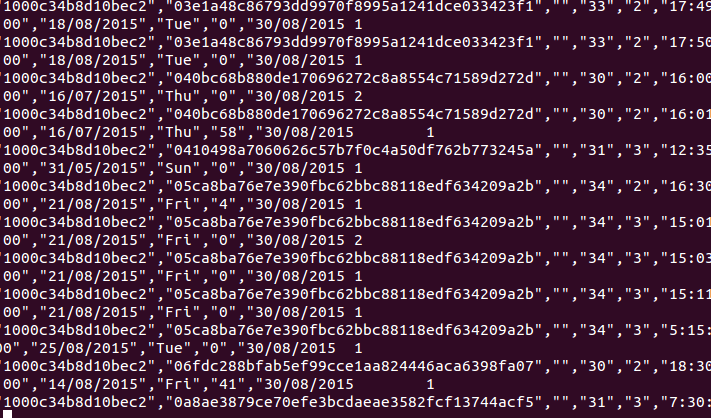 "1000c34b8d10bec2","03e1a48c86793dd9970f8995a1241dce033423f1","","33","2","17:49
00","18/08/2015","Tue","0","30/08/2015 1
"1000c34b8d10bec2","03e1a48c86793dd9970f8995a1241dce033423f1","","33","2","17:50
00","18/08/2015","Tue","0","30/08/2015 1
"1000c34b8d10bec2","040bc68b880de170696272c8a8554c71589d272d","","30","2","16:00
00","16/07/2015","Thu","0","30/08/2015 2
"1000c34b8d10bec2","040bc68b880de170696272c8a8554c71589d272d","","30","2","16:01
00","16/07/2015","Thu","58","30/08/2015         1
"1000c34b8d10bec2","0410498a7060626c57b7f0c4a50df762b773245a","","31","3","12:35
00","31/05/2015","Sun","0","30/08/2015 1
"1000c34b8d10bec2","05ca8ba76e7e390fbc62bbc88118edf634209a2b","","34","2","16:30
00","21/08/2015","Fri","4","30/08/2015 1
"1000c34b8d10bec2","05ca8ba76e7e390fbc62bbc88118edf634209a2b","","34","3","15:01
00","21/08/2015","Fri","0","30/08/2015 2
"1000c34b8d10bec2","05ca8ba76e7e390fbc62bbc88118edf634209a2b","","34","3","15:03
00","21/08/2015","Fri","0","30/08/2015 1
"1000c34b8d10bec2","05ca8ba76e7e390fbc62bbc88118edf634209a2b","","34","3","15:11
00","21/08/2015","Fri","0","30/08/2015 1
"1000c34b8d10bec2","05ca8ba76e7e390fbc62bbc88118edf634209a2b","","34","3","5:15:
00","25/08/2015","Tue","0","30/08/2015  1
"1000c34b8d10bec2","06fdc288bfab5ef99cce1aa824446aca6398fa07","","30","2","18:30
00","14/08/2015","Fri","41","30/08/2015         1
"1000c34b8d10bec2","0a8ae3879ce70efe3bcdaeae3582fcf13744acf5","","31","3","7:30: